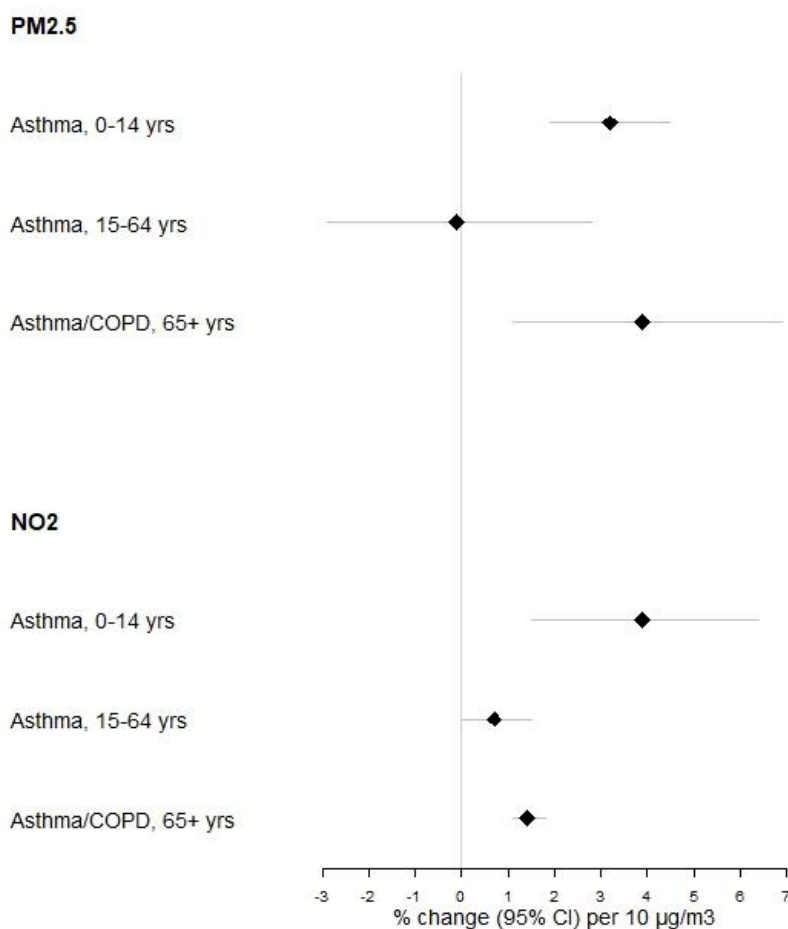 PM2.5
Asthma, 0-14 yrs
Asthma, 15-64 yrs
Asthma/COPD, 65+ yrs
NO2
Asthma, 0-14 yrs
Asthma, 15-64 yrs
Asthma/COPD, 65+ yrs
-3 -2 -1 0 1 2 3 4 5 6 7
% change (95% CI) per 10 µg/m3